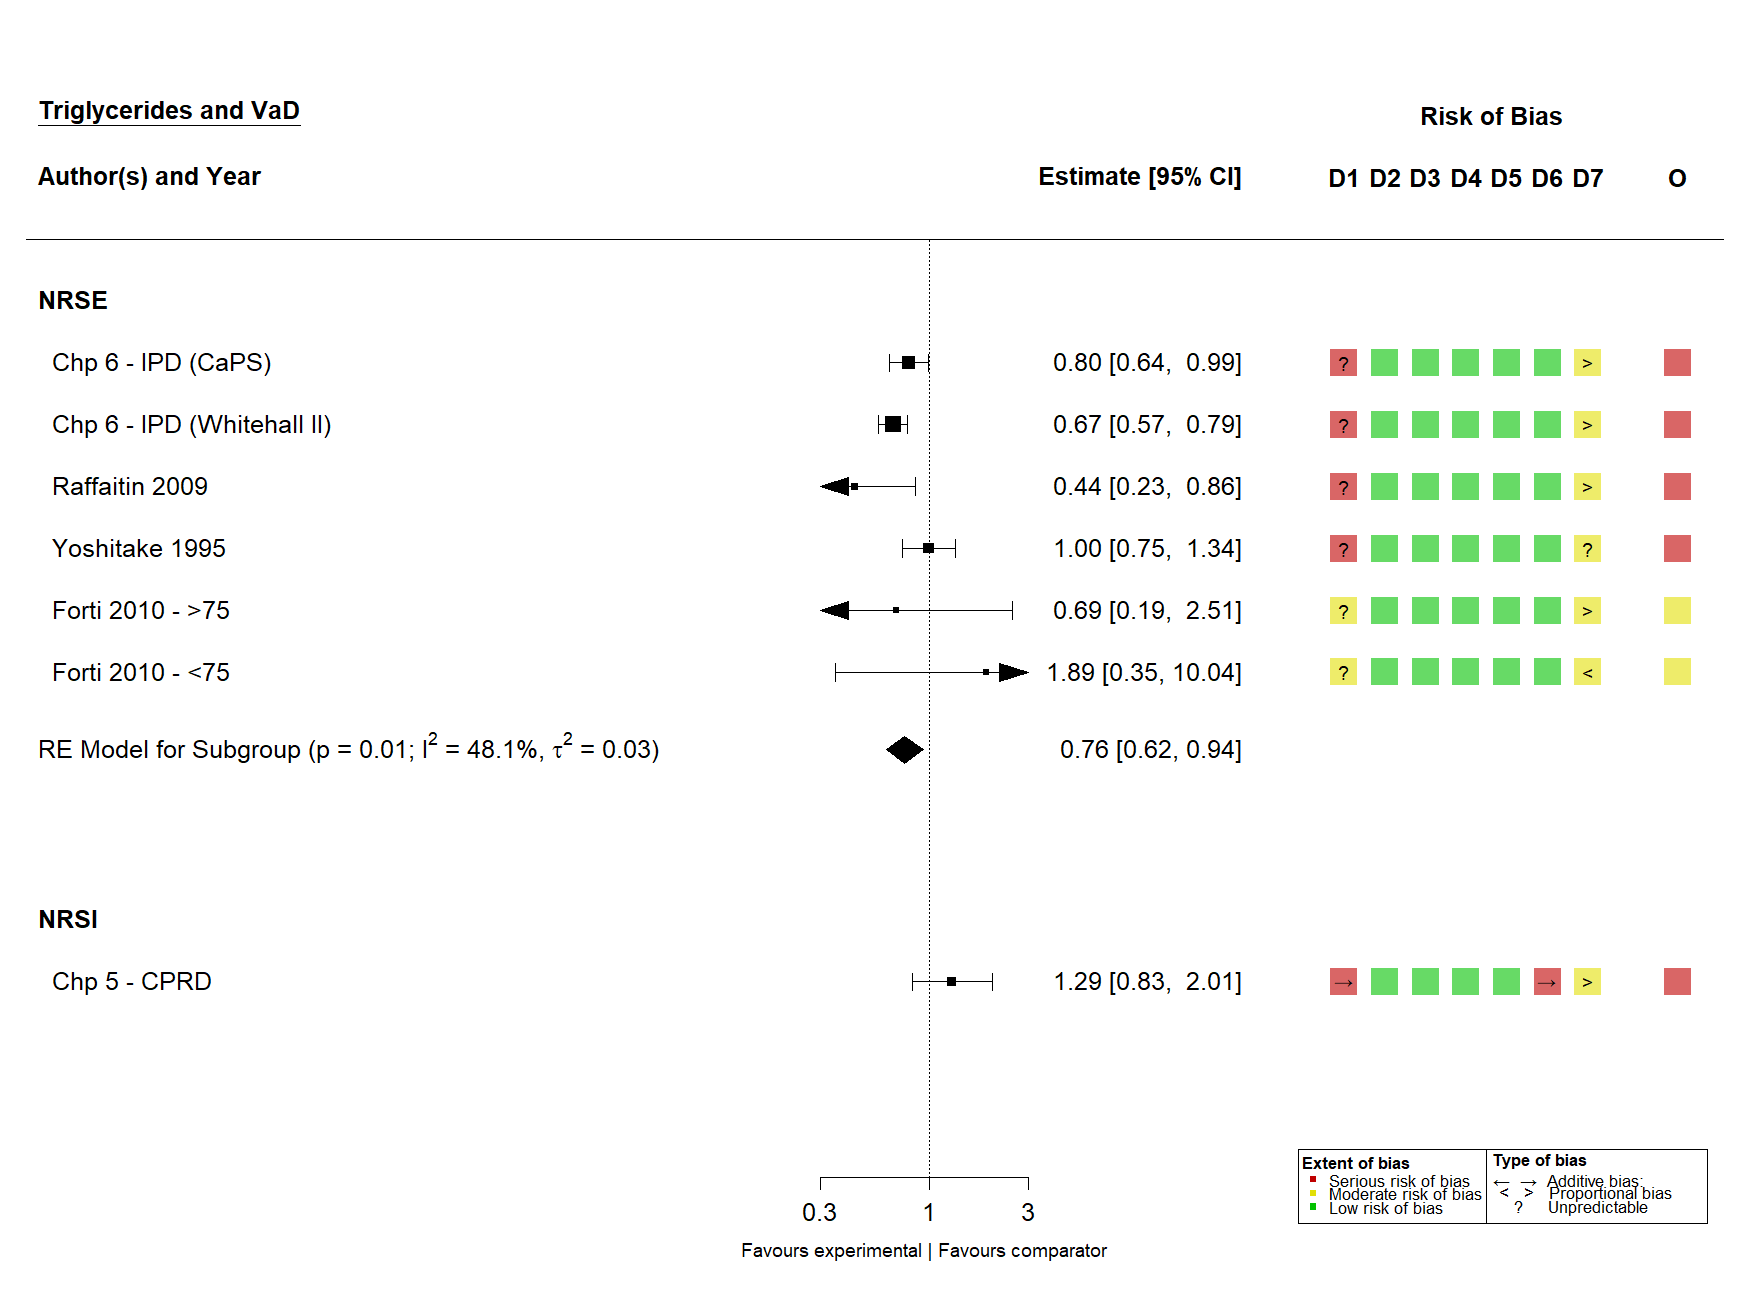 Triglycerides and VaD
Risk of Bias
Author(s) and Year Estimate [95% CI] D1 D2 D3 D4 D5 D6 D7 O
NRSE
Chp 6 - IPD (CaPS) 0.80 [0.64, 0.99] ? > 
Chp 6 - IPD (Whitehall II) 0.67 [0.57, 0.79] ? >
Raffaitin 2009 0.44 [0.23, 0.86] ? >
Yoshitake 1995 1.00 [0.75, 1.34] ? ?
Forti 2010 - >75 0.69 [0.19, 2.51] ? >
Forti 2010 - <75 1.89 [0.35, 10.04] ? <
RE Model for Subgroup (p = 0.01; I² = 48.1%, τ² = 0.03) 0.76 [0.62, 0.94]
NRSI
Chp 5 - CPRD 1.29 [0.83, 2.01] → → >
0.3 1 3
Favours experimental | Favours comparator
Extent of bias
Serious risk of bias
Moderate risk of bias
Low risk of bias
Type of bias
← → Additive bias:
< > Proportional bias
? Unpredictable